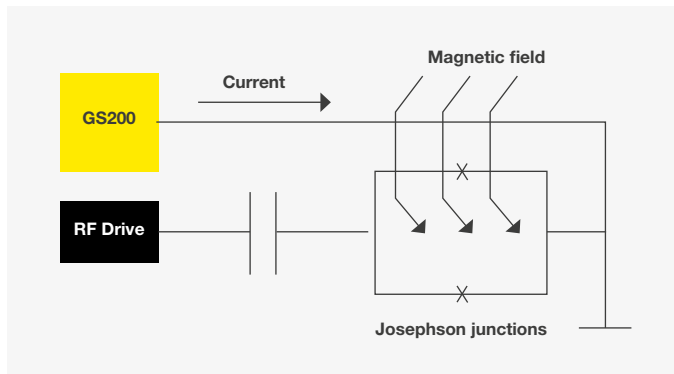 Magnetic field
Current
GS200
RF Drive
Josephson junctions